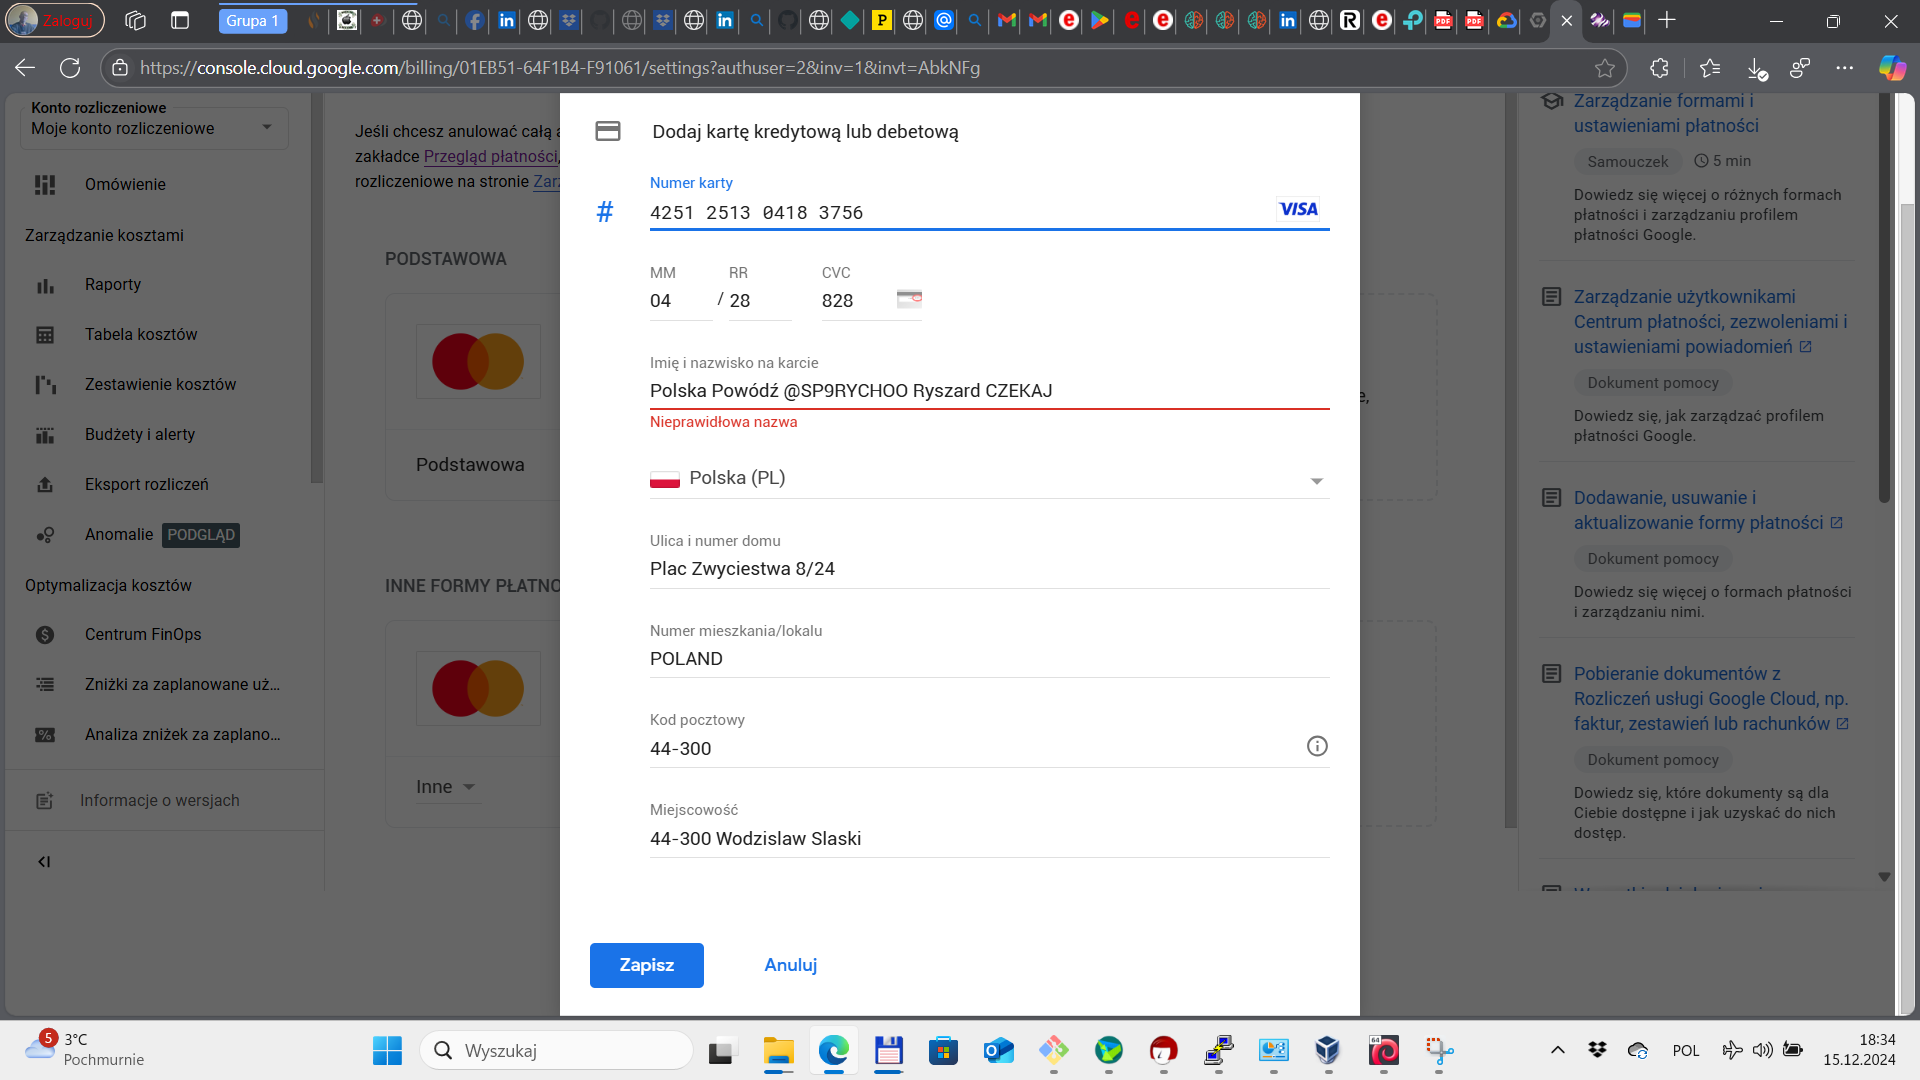 Zaloguj
Grupa 1
https://console.cloud.google.com/billing/01EB51-64F1B4-F91061/settings?authuser=2&inv=1&invt=AbkNFg
Konto rozliczeniowe
Moje konto rozliczeniowe
Omówienie
Zarządzanie kosztami
Raporty
Tabela kosztów
Zestawienie kosztów
Budżety i alerty
Eksport rozliczeń
Anomalie PODGLĄD
Optymalizacja kosztów
Centrum FinOps
Zniżki za zaplanowane uż...
Analiza zniżek za zaplano...
Informacje o wersjach
Jeśli chcesz anulować całą
zakładce Przegląd płatności,
rozliczeniowe na stronie
PODSTAWOWA
Podstawowa
INNE FORMY
Inne
Dodaj kartę kredytową lub debetową
Numer karty
# 4251 2513 0418 3756 VISA
MM RR CVC
04 / 28 828
Imię i nazwisko na karcie
Polska Powódź @SP9RYCHOO Ryszard CZEKAJ
Nieprawidłowa nazwa
Polska (PL)
Ulica i numer domu
Plac Zwyciestwa 8/24
Numer mieszkania/lokalu
POLAND
Kod pocztowy
44-300
Miejscowość
44-300 Wodzislaw Slaski
Zapisz Anuluj
Zarządzanie formami i
ustawieniami płatności
Samouczek 5 min
Dowiedz się więcej o różnych formach
płatności i zarządzaniu profilem
płatności Google.
Zarządzanie użytkownikami
Centrum płatności, zezwoleniami i
ustawieniami powiadomień
Dokument pomocy
Dowiedz się, jak zarządzać profilem
płatności Google.
Dodawanie, usuwanie i
aktualizowanie formy płatności
Dokument pomocy
Dowiedz się więcej o formach płatności
i zarządzaniu nimi.
Pobieranie dokumentów z
Rozliczeń usługi Google Cloud, np.
faktur, zestawień lub rachunków
Dokument pomocy
Dowiedz się, które dokumenty są dla
Ciebie dostępne i jak uzyskać do nich
dostęp.
5
3°C
Pochmurnie
Wyszukaj
POL
18:34
15.12.2024